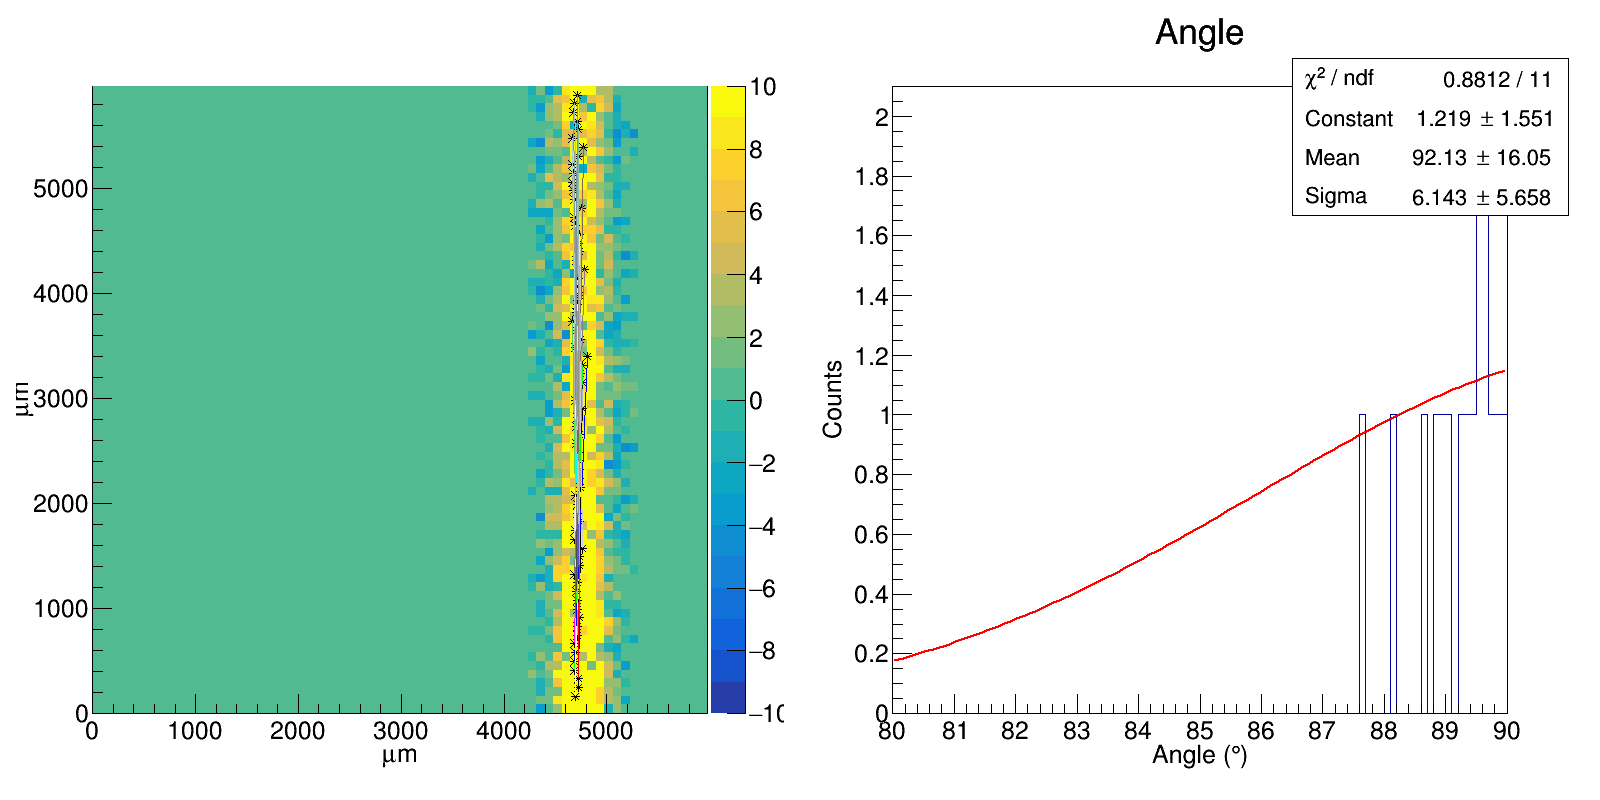 Angle
χ² / ndf 0.8812 / 11
Constant 1.219 ± 1.551
Mean 92.13 ± 16.05
Sigma 6.143 ± 5.658
10
8
6
4
2
0
−2
−4
−6
−8
−10
5000
4000
3000
2000
1000
0
μm
0 1000 2000 3000 4000 5000
μm
2
1.8
1.6
1.4
1.2
1
0.8
0.6
0.4
0.2
0
Counts
80 81 82 83 84 85 86 87 88 89 90
Angle (°)